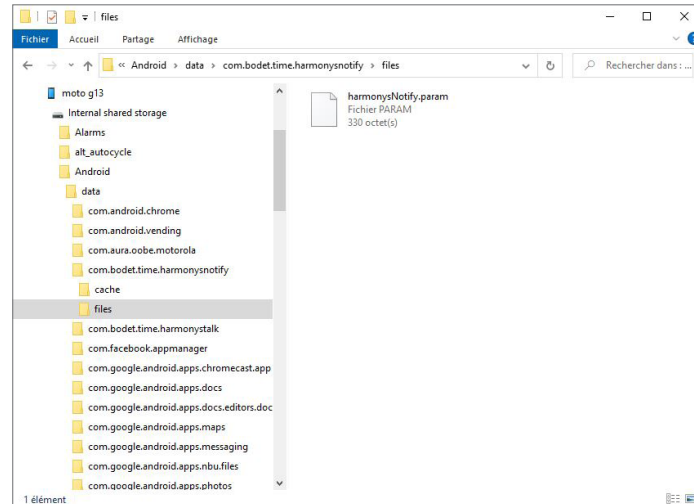 files
Fichier Accueil Partage Affichage
« Android › data › com.bodet.time.harmonysnotify › files
Rechercher dans : ...
moto g13
Internal shared storage
Alarms
alt_autocycle
Android
data
com.android.chrome
com.android.vending
com.aura.oobe.motorola
com.bodet.time.harmonysnotify
cache
files
com.bodet.time.harmonystalk
com.facebook.appmanager
com.google.android.apps.chromecast.app
com.google.android.apps.docs
com.google.android.apps.docs.editors.doc
com.google.android.apps.maps
com.google.android.apps.messaging
com.google.android.apps.nbu.files
com.google.android.apps.photos
harmonysNotify.param
Fichier PARAM
330 octet(s)
1 élément